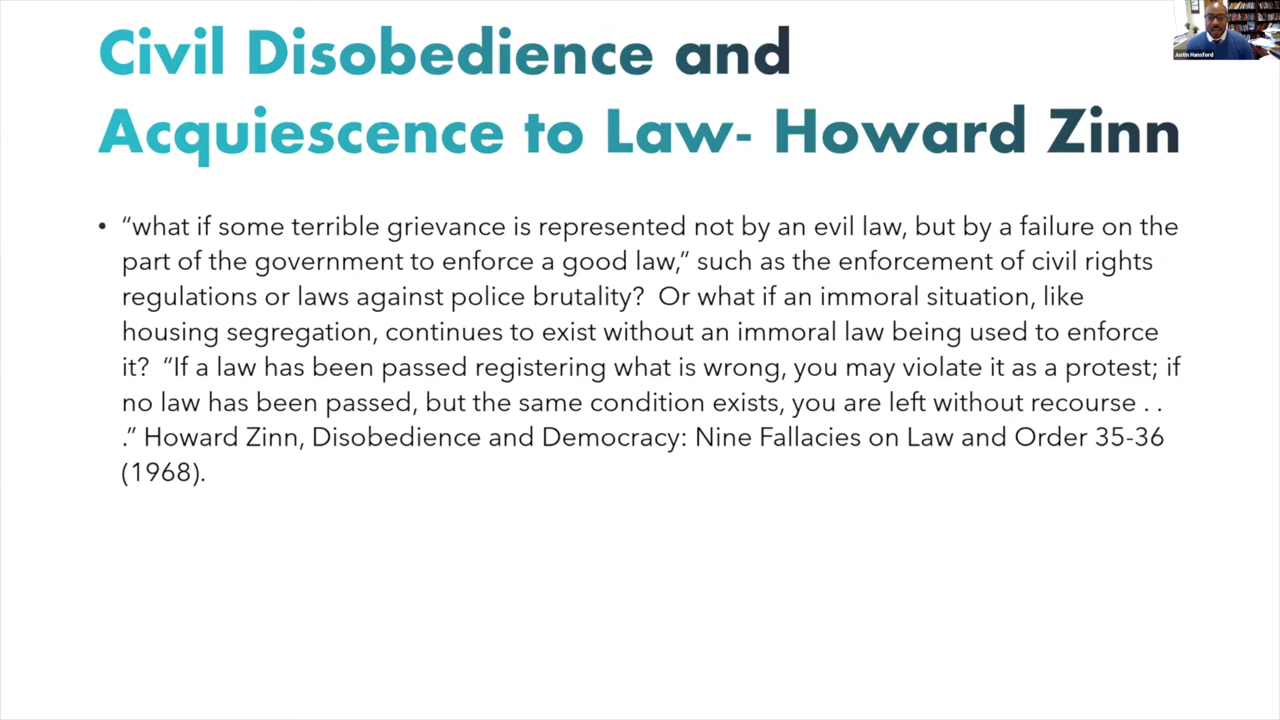 Civil Disobedience and
Acquiescence to Law- Howard Zinn
• “what if some terrible grievance is represented not by an evil law, but by a failure on the
part of the government to enforce a good law,” such as the enforcement of civil rights
regulations or laws against police brutality?  Or what if an immoral situation, like
housing segregation, continues to exist without an immoral law being used to enforce
it?  “If a law has been passed registering what is wrong, you may violate it as a protest; if
no law has been passed, but the same condition exists, you are left without recourse . .
.” Howard Zinn, Disobedience and Democracy: Nine Fallacies on Law and Order 35-36
(1968).
Justin Hansford